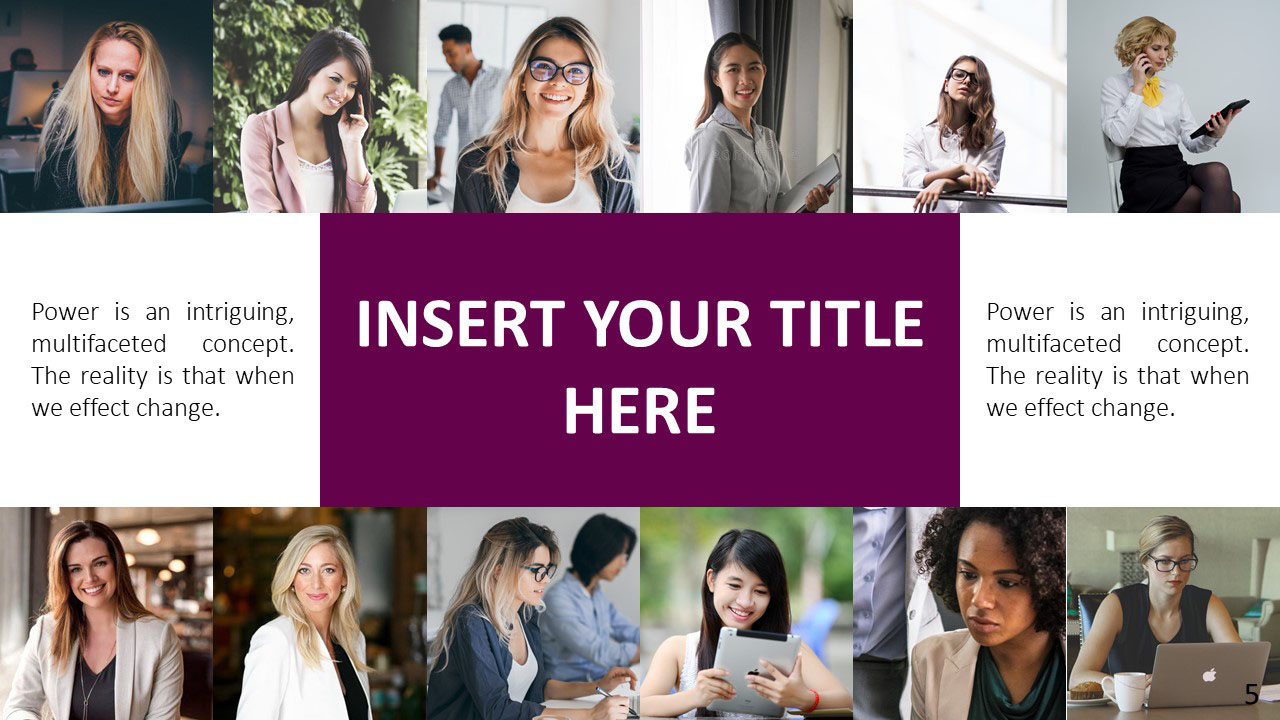 Power is an intriguing,
multifaceted concept.
The reality is that when
we effect change.
INSERT YOUR TITLE
HERE
Power is an intriguing,
multifaceted concept.
The reality is that when
we effect change.
5